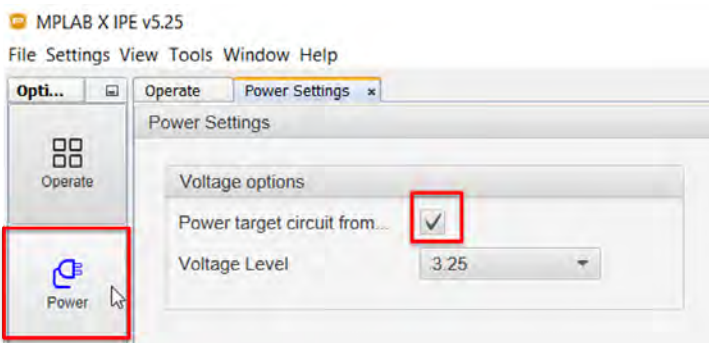 MPLAB X IPE v5.25
File Settings View Tools Window Help
Opti... Operate Power Settings ×
Power Settings
Operate
Voltage options
Power target circuit from...
Voltage Level 3.25
Power